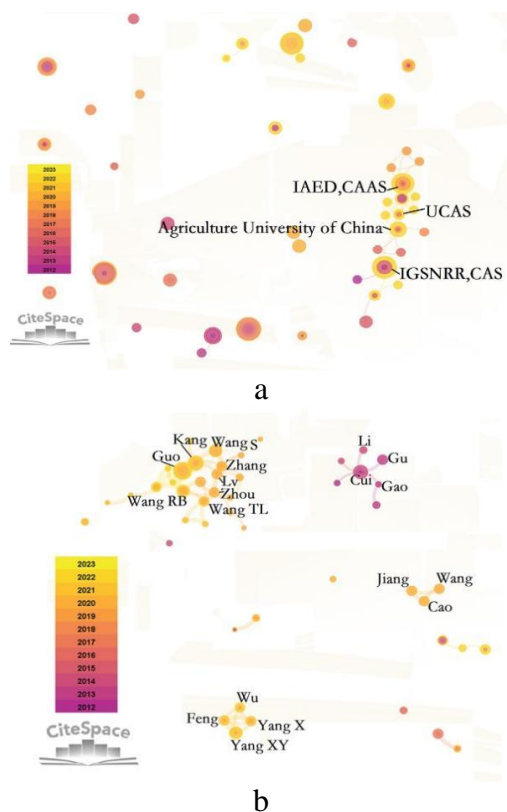 IAED,CAAS
UCAS
Agriculture University of China
IGSNRR,CAS
2023
2022
2021
2020
2019
2018
2017
2016
2015
2014
2013
2012
CiteSpace
a
Kang Wang S
Guo
Zhang
Lv
Zhou
Wang RB
Wang TL
Li
Gu
Cui
Gao
Jiang
Wang
Cao
2023
2022
2021
2020
2019
2018
2017
2016
2015
2014
2013
2012
CiteSpace
Wu
Feng
Yang X
Yang XY
b